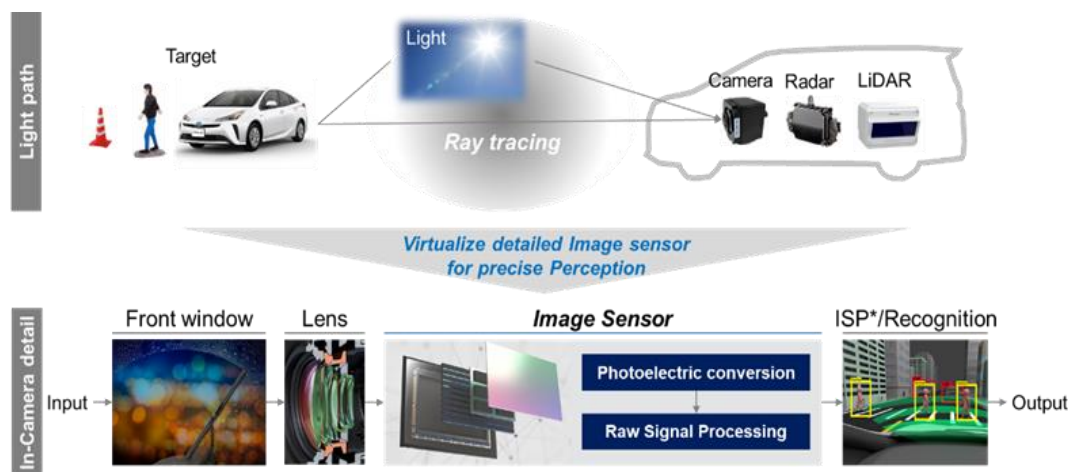 Light path
Target
Light
Camera
Radar
LiDAR
Ray tracing
Virtualize detailed Image sensor
for precise Perception
In-Camera detail
Front window
Lens
Image Sensor
ISP*/Recognition
Input
Photoelectric conversion
Raw Signal Processing
Output